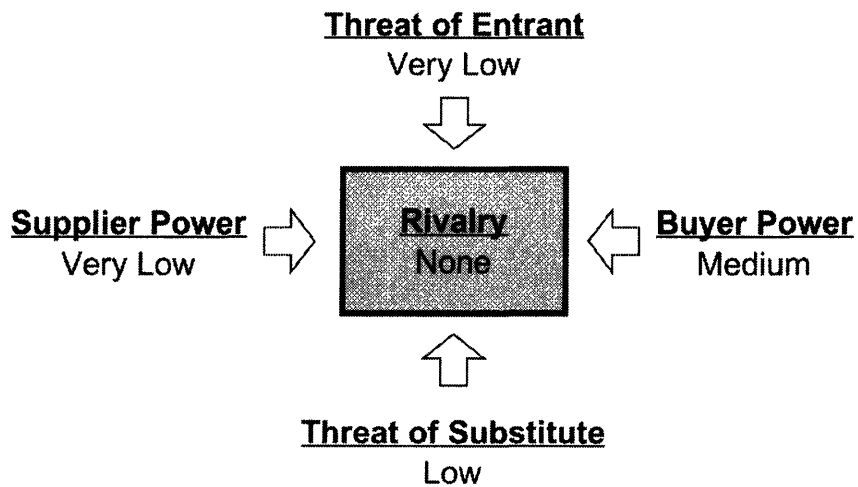 Threat of Entrant
Very Low
Supplier Power
Very Low
Rivalry
None
Buyer Power
Medium
Threat of Substitute
Low